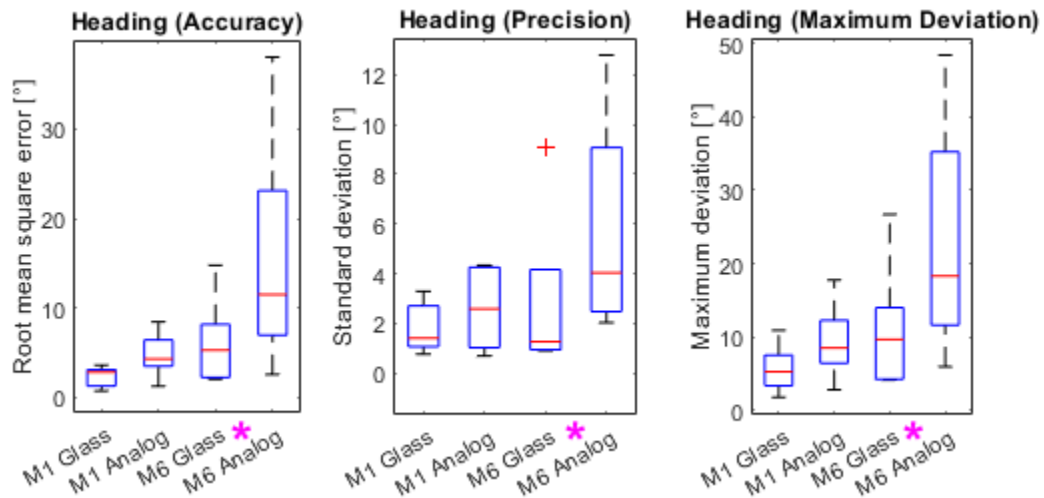 Heading (Accuracy)
Root mean square error [°]
30
20
10
0
M1 Glass
M1 Analog
M6 Glass *
M6 Analog
Heading (Precision)
Standard deviation [°]
12
10
8
6
4
2
0
M1 Glass
M1 Analog
M6 Glass *
M6 Analog
Heading (Maximum Deviation)
Maximum deviation [°]
50
40
30
20
10
0
M1 Glass
M1 Analog
M6 Glass *
M6 Analog